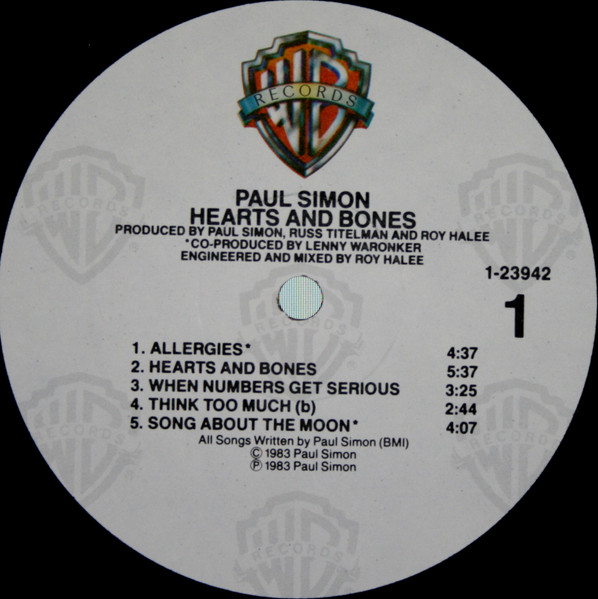 WB
RECORDS
PAUL SIMON
HEARTS AND BONES
PRODUCED BY PAUL SIMON, RUSS TITELMAN AND ROY HALEE
*CO-PRODUCED BY LENNY WARONKER
ENGINEERED AND MIXED BY ROY HALEE
1-23942
1
1. ALLERGIES* 4:37
2. HEARTS AND BONES 5:37
3. WHEN NUMBERS GET SERIOUS 3:25
4. THINK TOO MUCH (b) 2:44
5. SONG ABOUT THE MOON* 4:07
All Songs Written by Paul Simon (BMI)
© 1983 Paul Simon
℗ 1983 Paul Simon